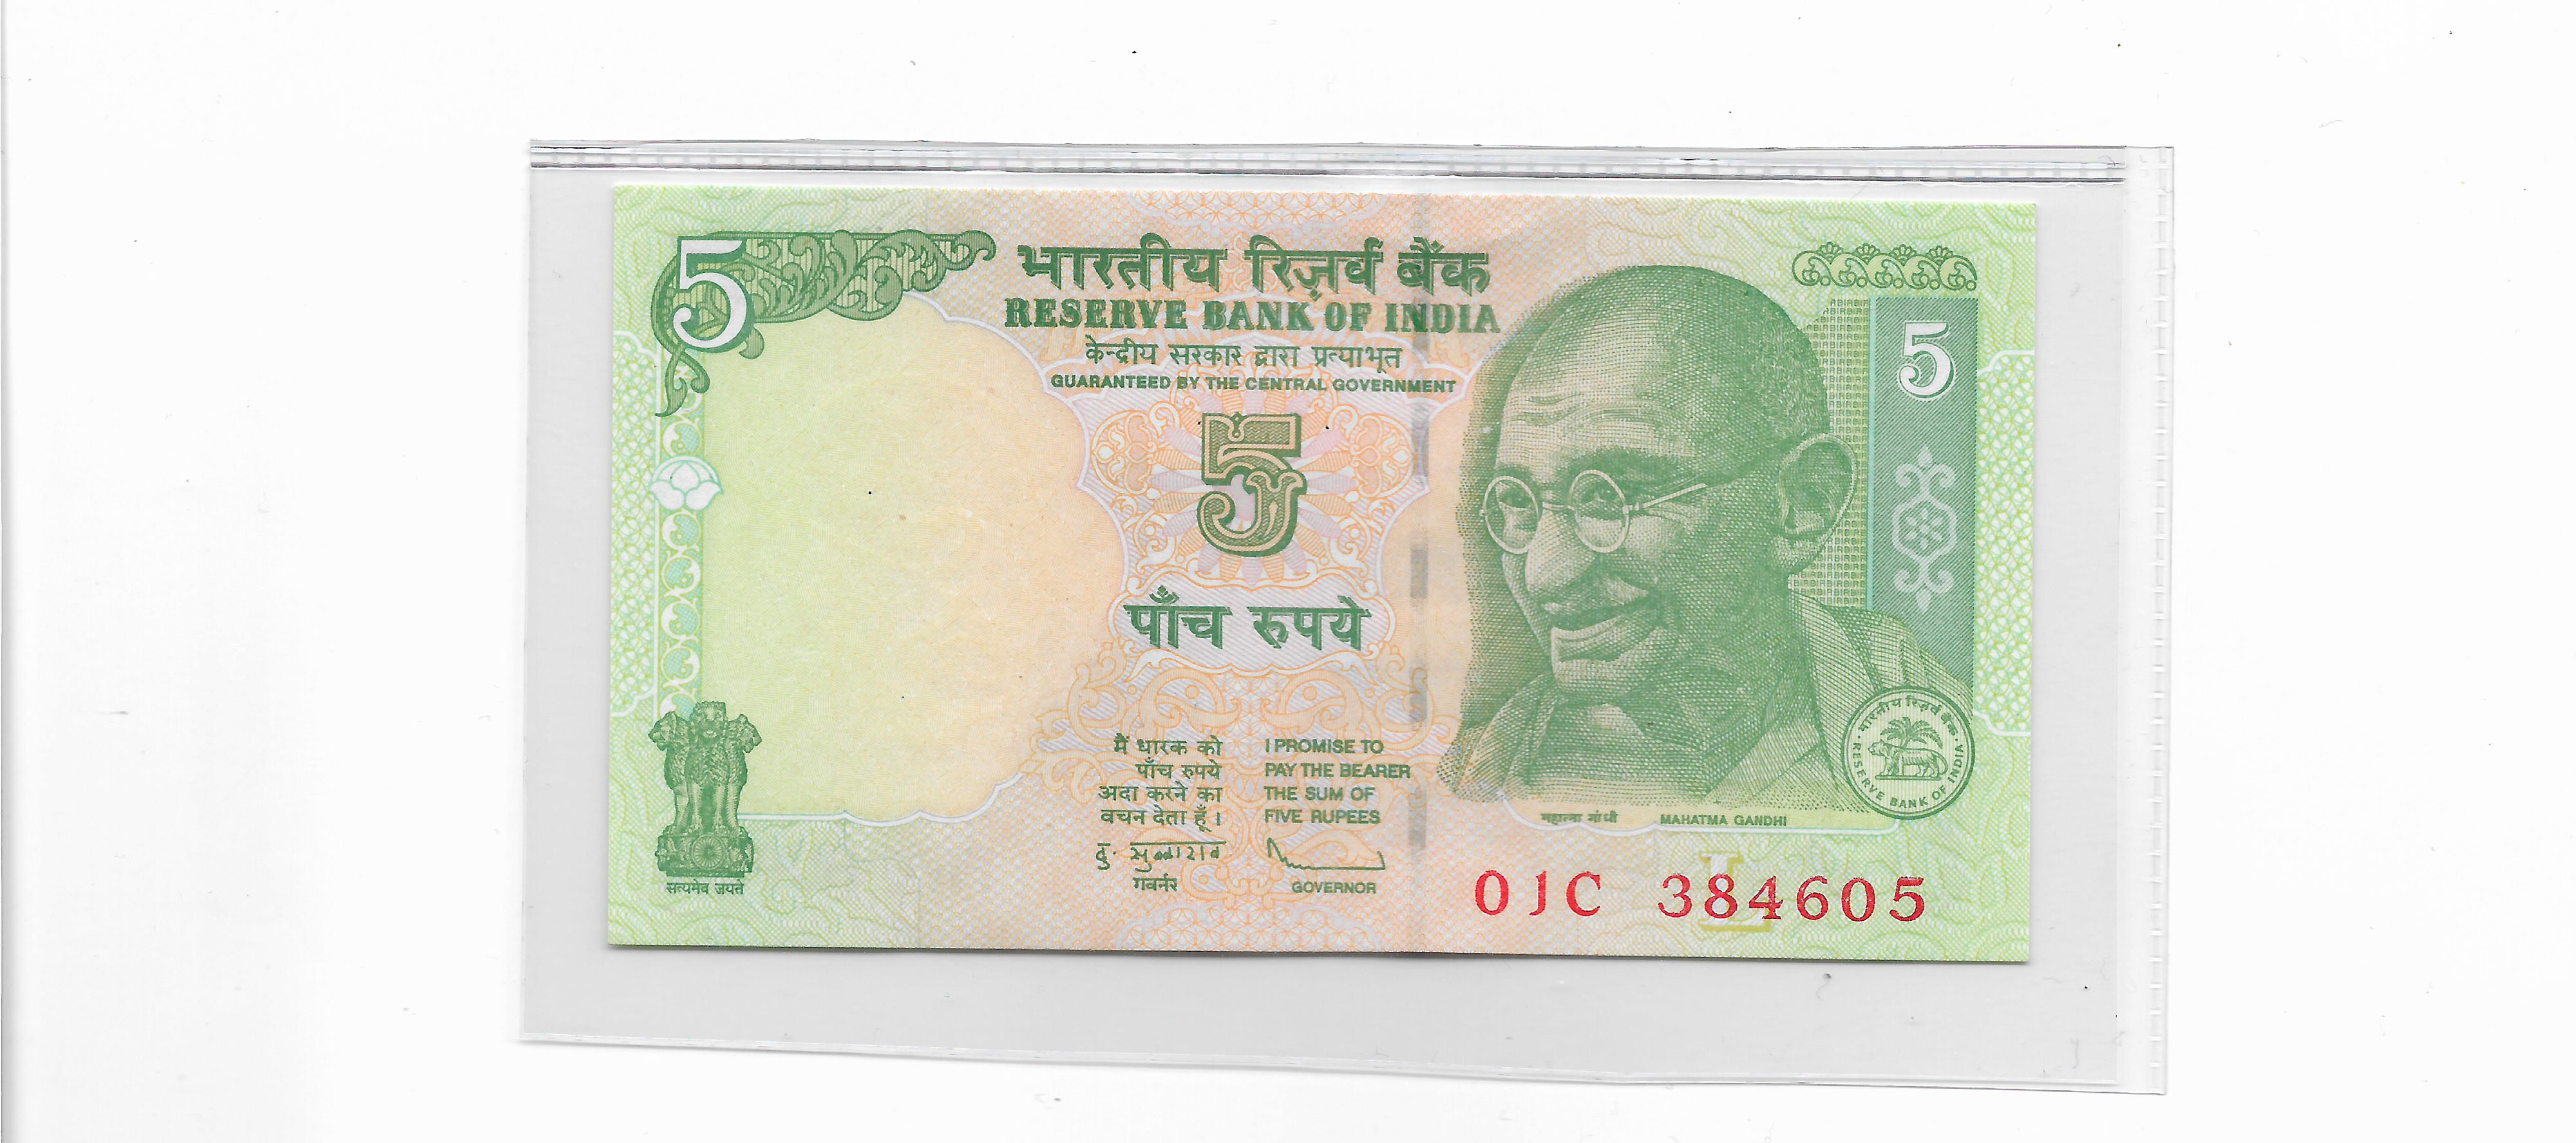 5
भारतीय रिज़र्व बैंक
RESERVE BANK OF INDIA
केन्द्रीय सरकार द्वारा प्रत्याभूत
GUARANTEED BY THE CENTRAL GOVERNMENT
5
5
पाँच रुपये
मैं धारक को
पाँच रुपये
अदा करने का
वचन देता हूँ।
I PROMISE TO
PAY THE BEARER
THE SUM OF
FIVE RUPEES
गवर्नर
GOVERNOR
सत्यमेव जयते
महात्मा गांधी
MAHATMA GANDHI
भारतीय रिज़र्व बैंक
RESERVE BANK OF INDIA
L
01C 384605